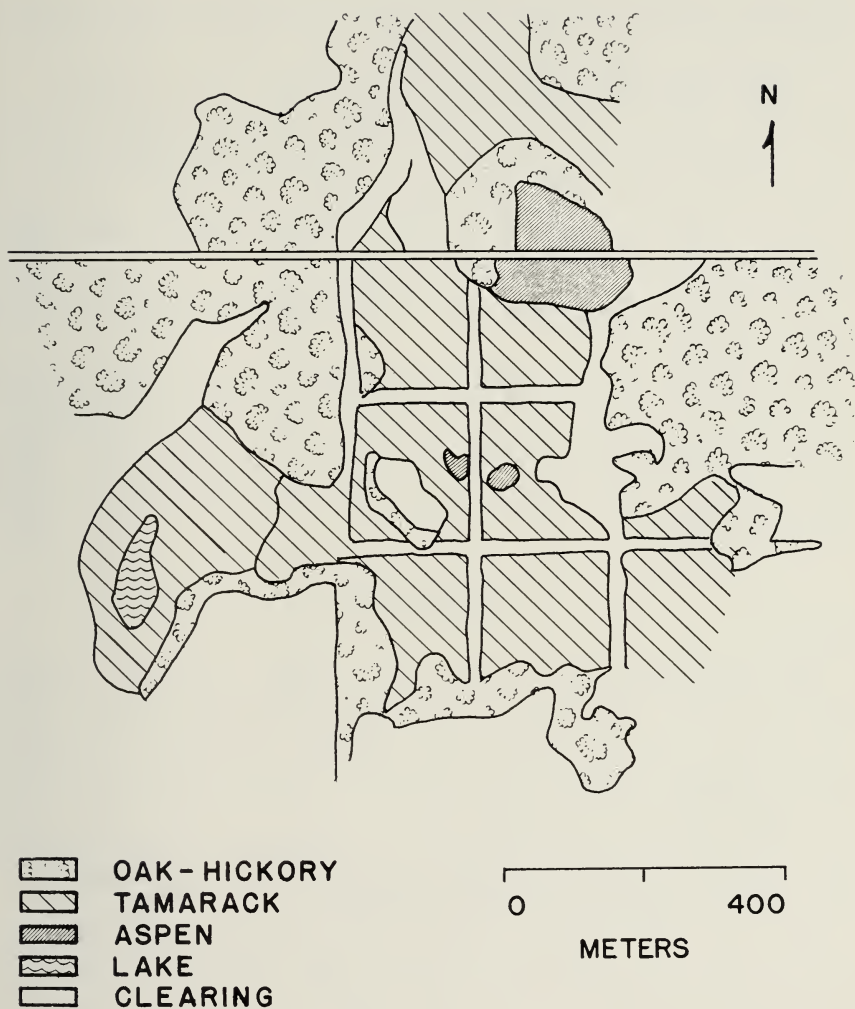 N
OAK-HICKORY
TAMARACK
ASPEN
LAKE
CLEARING
0 400
METERS